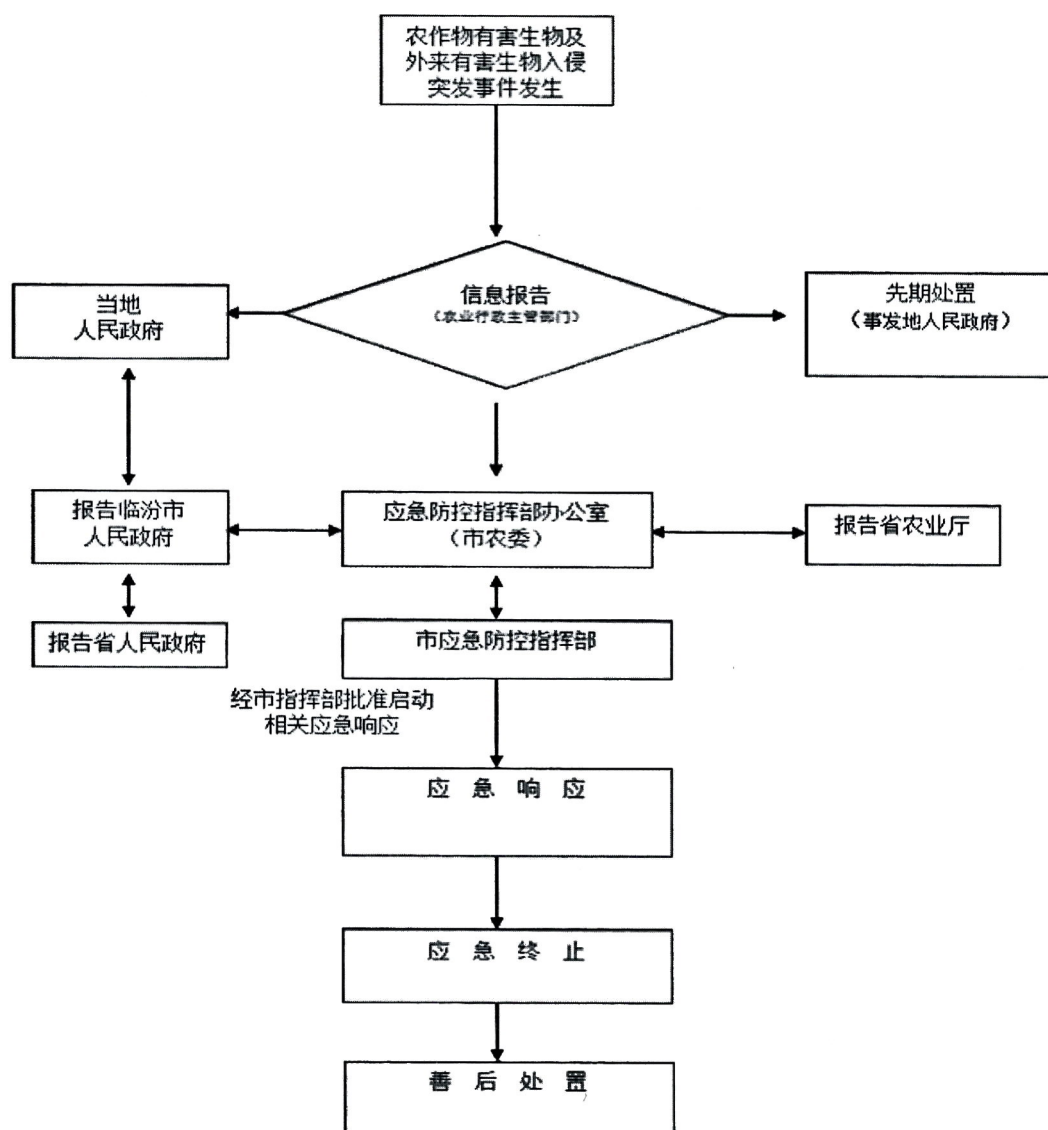 农作物有害生物及
外来有害生物入侵
突发事件发生
信息报告
(农业行政主管部门)
当地
人民政府
先期处置
(事发地人民政府)
报告临汾市
人民政府
应急防控指挥部办公室
(市农委)
报告省农业厅
报告省人民政府
市应急防控指挥部
经市指挥部批准启动
相关应急响应
应 急 响 应
应 急 终 止
善 后 处 置